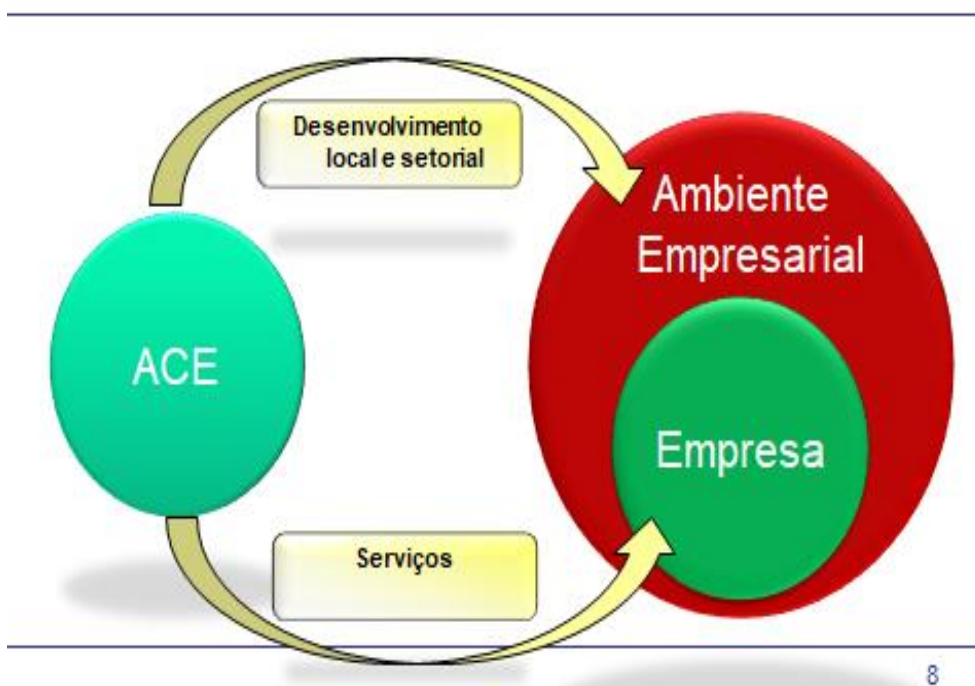 Desenvolvimento
local e setorial
Ambiente
Empresarial
ACE
Empresa
Serviços
8